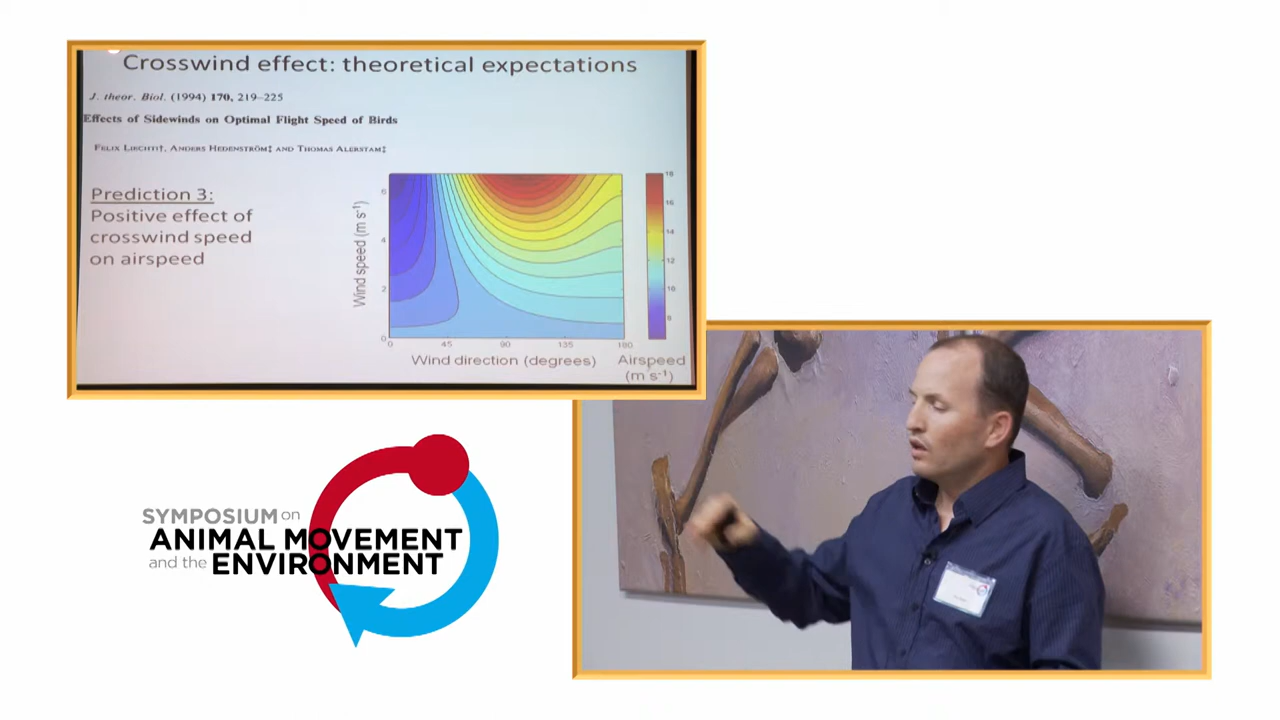 Crosswind effect: theoretical expectations
J. theor. Biol. (1994) 170, 219–225
Effects of Sidewinds on Optimal Flight Speed of Birds
FELIX LIECHTI†, ANDERS HEDENSTRÖM‡ AND THOMAS ALERSTAM‡
Prediction 3:
Positive effect of
crosswind speed
on airspeed
Wind speed (m s-1)
6
4
2
0
0 45 90 135 180
Wind direction (degrees)
18
16
14
12
10
8
Airspeed
(m s-1)
SYMPOSIUM on
ANIMAL MOVEMENT
and the ENVIRONMENT